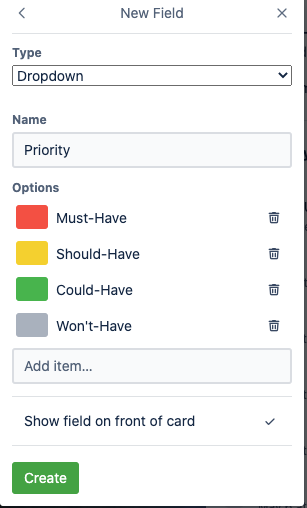 New Field
Type
Dropdown
Name
Priority
Options
Must-Have
Should-Have
Could-Have
Won't-Have
Add item...
Show field on front of card
Create